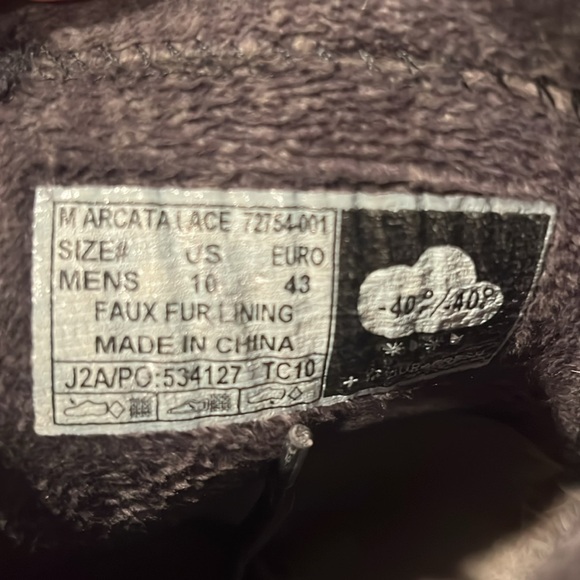 M ARCATA LACE 72754-001
SIZE# US EURO
MENS 10 43
FAUX FUR LINING
MADE IN CHINA
J2A/PO:534127 TC10
-40°/-40°